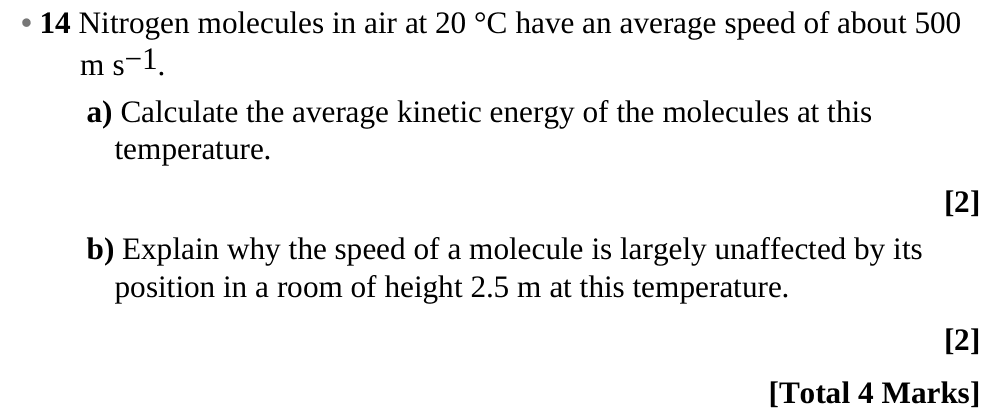 • 14 Nitrogen molecules in air at 20 °C have an average speed of about 500
m s⁻¹.
a) Calculate the average kinetic energy of the molecules at this
temperature.
[2]
b) Explain why the speed of a molecule is largely unaffected by its
position in a room of height 2.5 m at this temperature.
[2]
[Total 4 Marks]